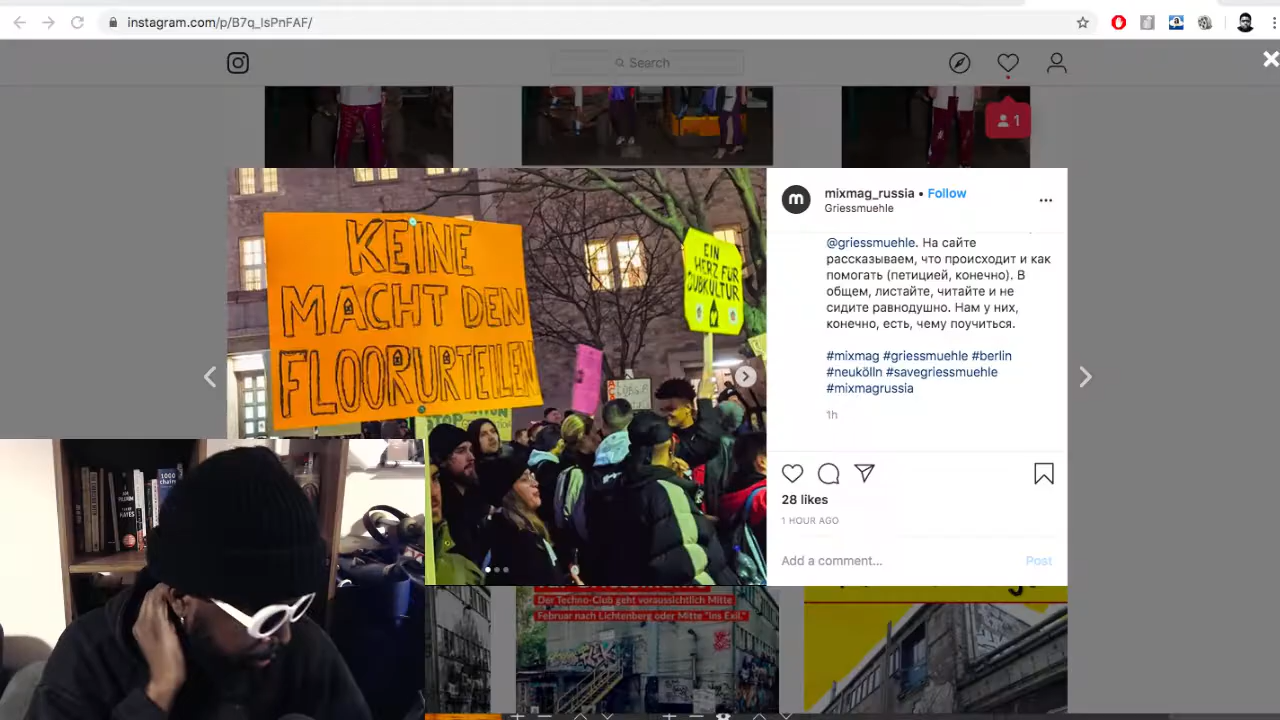 instagram.com/p/B7q_lsPnFAF/
Search
1
KEINE
MACHT DEN
FLOORURTEILEN
EIN
HERZ FÜR
SUBKULTUR
mixmag_russia • Follow
Griessmuehle
@griessmuehle. На сайте
рассказываем, что происходит и как
помогать (петицией, конечно). В
общем, листайте, читайте и не
сидите равнодушно. Нам у них,
конечно, есть, чему поучиться.
#mixmag #griessmuehle #berlin
#neukölln #savegriessmuehle
#mixmagrussia
1h
28 likes
1 HOUR AGO
Add a comment...
Post
Der Techno-Club geht voraussichtlich Mitte
Februar nach Lichtenberg oder Mitte "ins Exil."
HAYES